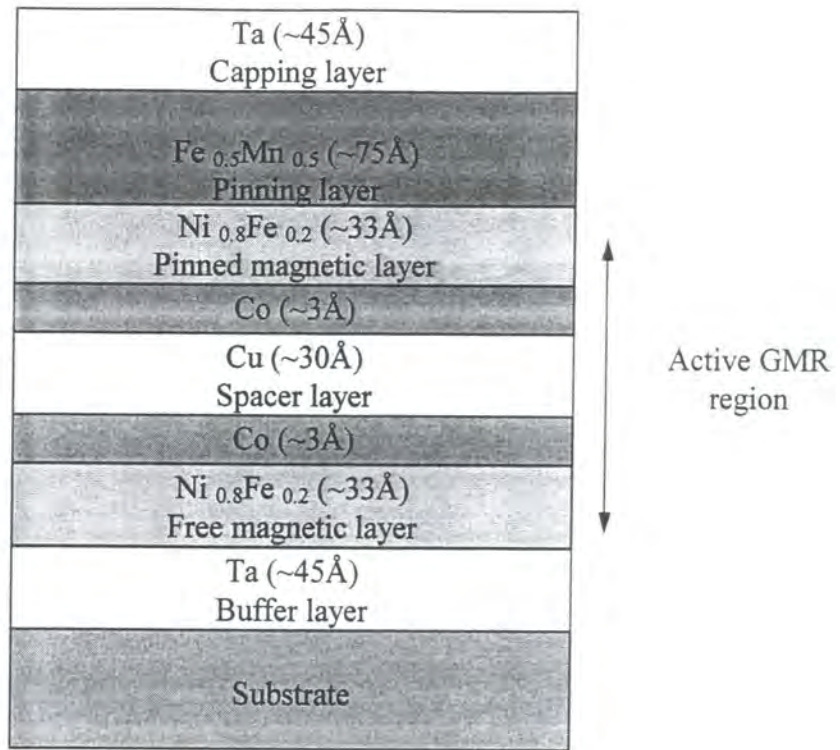 Ta (~45Å)
Capping layer
Fe 0.5Mn 0.5 (~75Å)
Pinning layer
Ni 0.8Fe 0.2 (~33Å)
Pinned magnetic layer
Co (~3Å)
Cu (~30Å)
Spacer layer
Co (~3Å)
Ni 0.8Fe 0.2 (~33Å)
Free magnetic layer
Ta (~45Å)
Buffer layer
Substrate
Active GMR
region